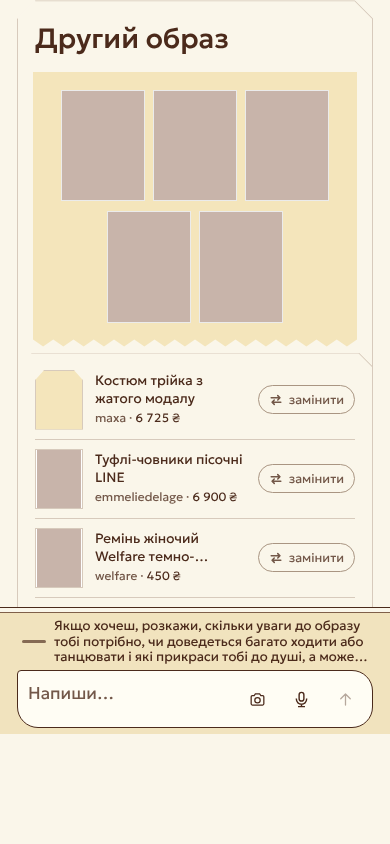 Другий образ
Костюм трійка з
жатого модалу
maxa · 6 725 ₴
замінити
Туфлі-човники пісочні
LINE
emmeliedelage · 6 900 ₴
замінити
Ремінь жіночий
Welfare темно-...
welfare · 450 ₴
замінити
Якщо хочеш, розкажи, скільки уваги до образу
тобі потрібно, чи доведеться багато ходити або
танцювати і які прикраси тобі до душі, а може...
Напиши...